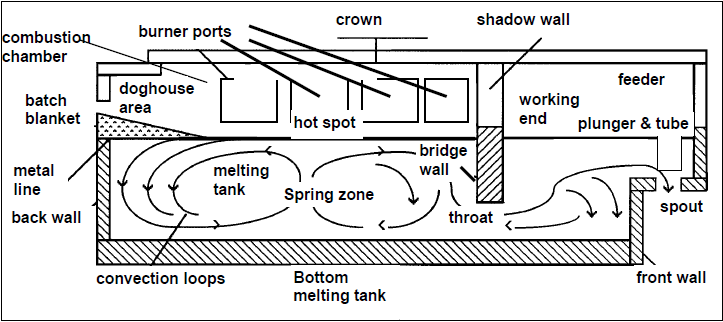 crown
shadow wall
burner ports
combustion
chamber
doghouse
area
feeder
batch
blanket
hot spot
working
end
plunger & tube
metal
line
melting
tank
bridge
wall
Spring zone
back wall
throat
spout
convection loops
Bottom
melting tank
front wall